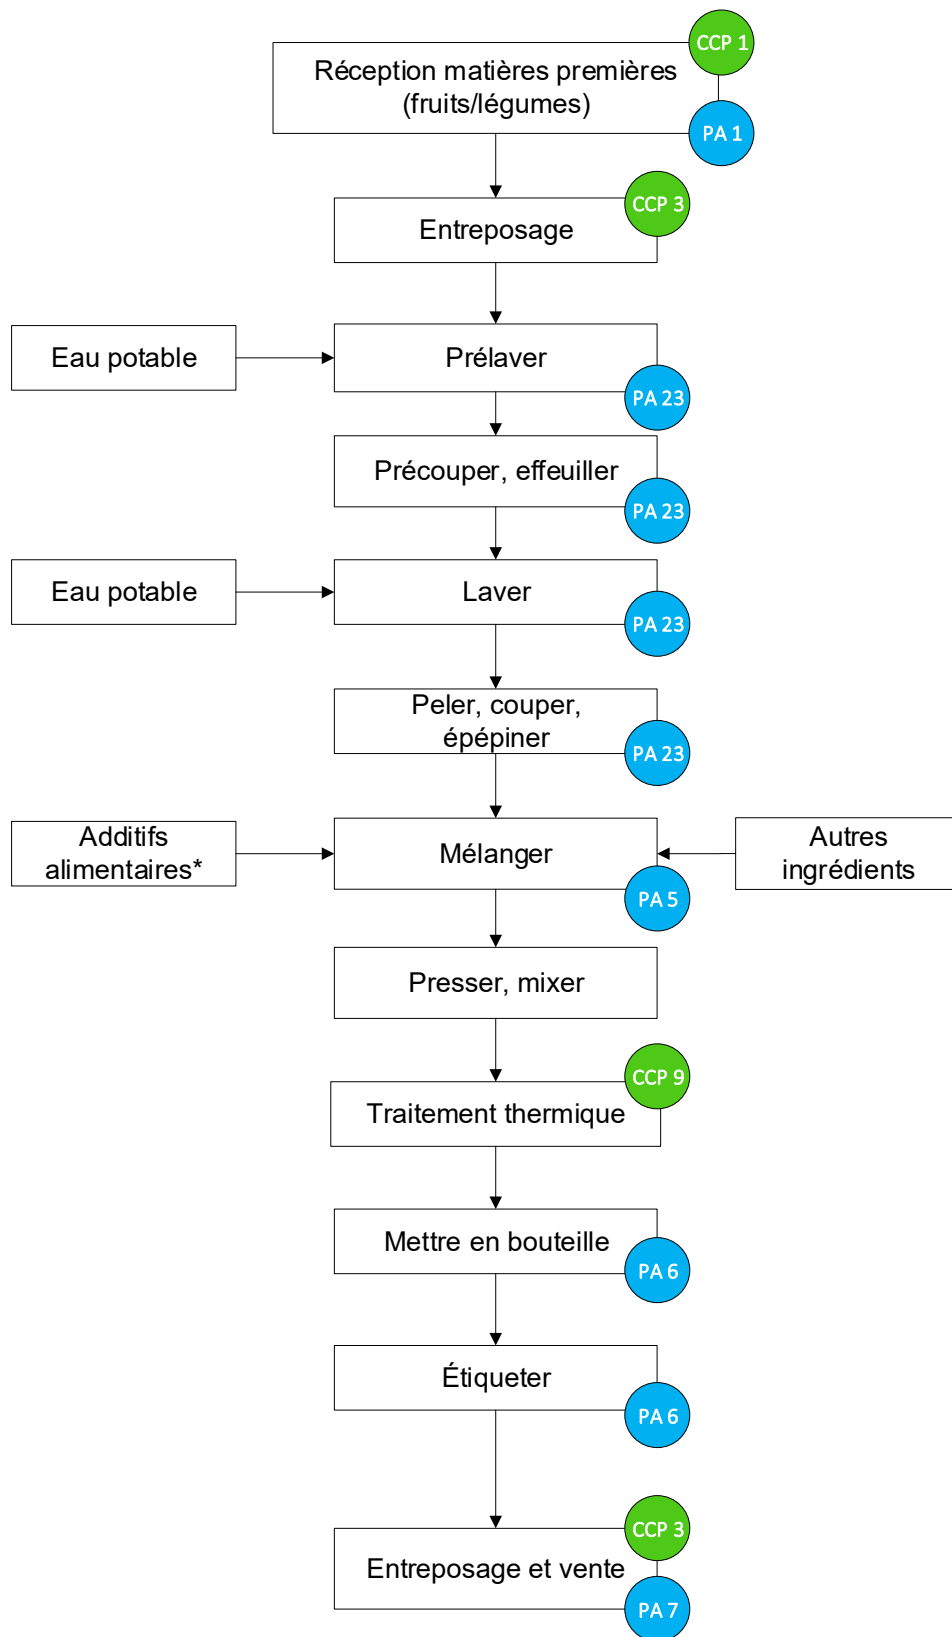 CCP 1
Réception matières premières
(fruits/légumes)
PA 1
CCP 3
Entreposage
Eau potable
Prélaver
PA 23
Précouper, effeuiller
PA 23
Eau potable
Laver
PA 23
Peler, couper,
épépiner
PA 23
Additifs
alimentaires*
Mélanger
Autres
ingrédients
PA 5
Presser, mixer
CCP 9
Traitement thermique
Mettre en bouteille
PA 6
Étiqueter
PA 6
CCP 3
Entreposage et vente
PA 7